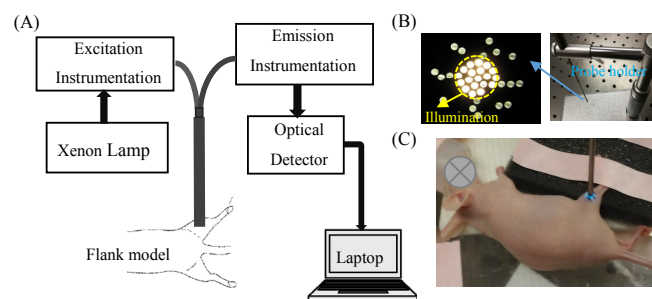 (A)
Excitation
Instrumentation
Emission
Instrumentation
Xenon Lamp
Optical
Detector
Flank model
Laptop
(B)
Illumination
Probe holder
(C)